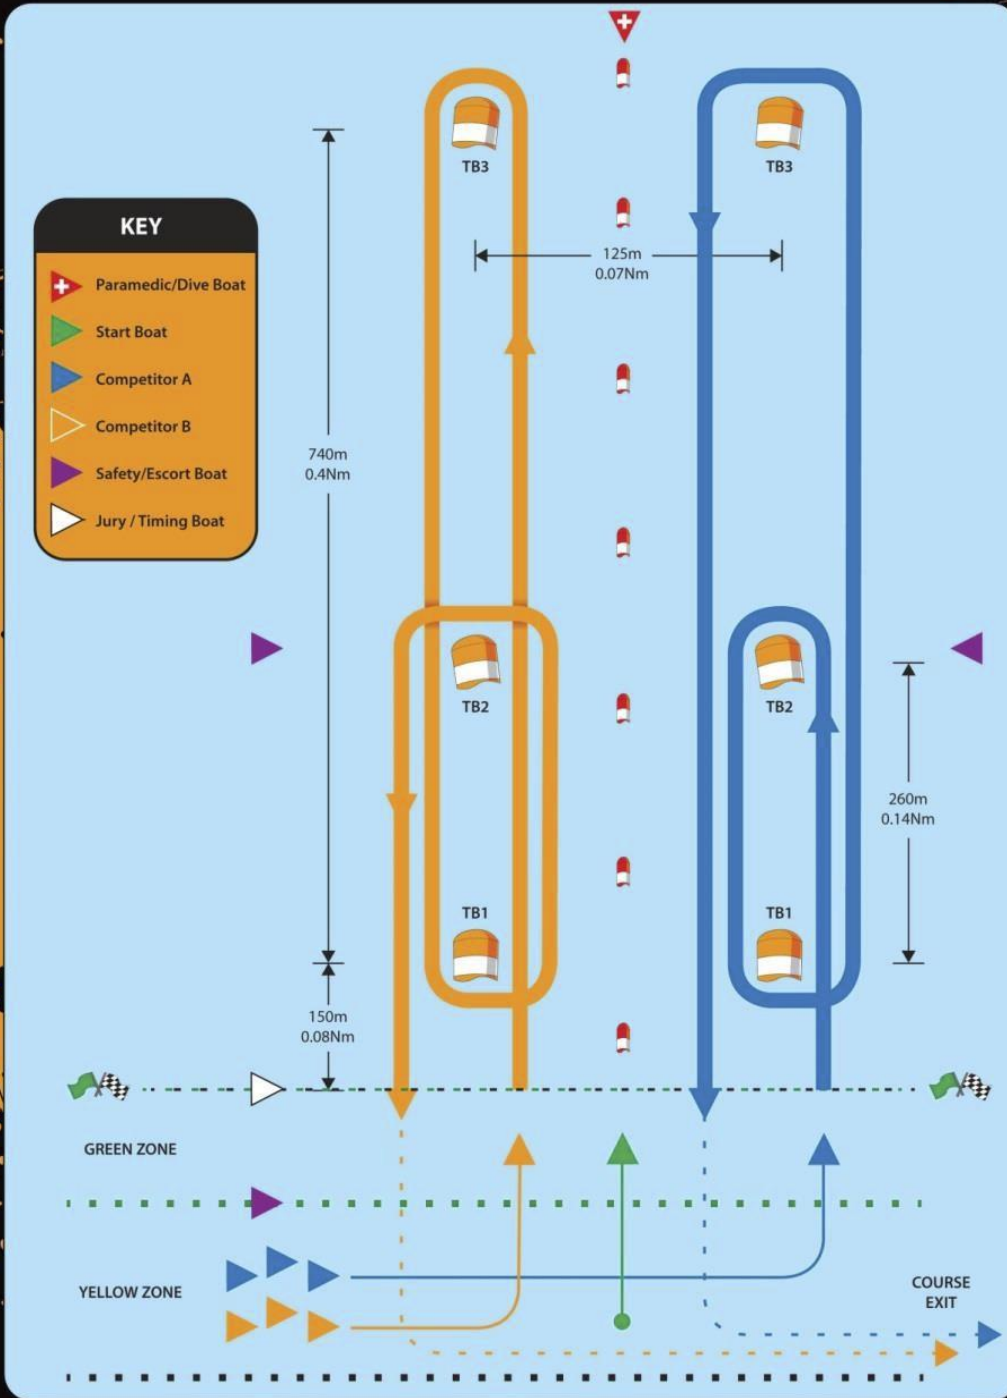 TB3
TB3
KEY
Paramedic/Dive Boat
Start Boat
Competitor A
Competitor B
Safety/Escort Boat
Jury / Timing Boat
125m
0.07Nm
740m
0.4Nm
TB2
TB2
260m
0.14Nm
TB1
TB1
150m
0.08Nm
GREEN ZONE
YELLOW ZONE
COURSE
EXIT